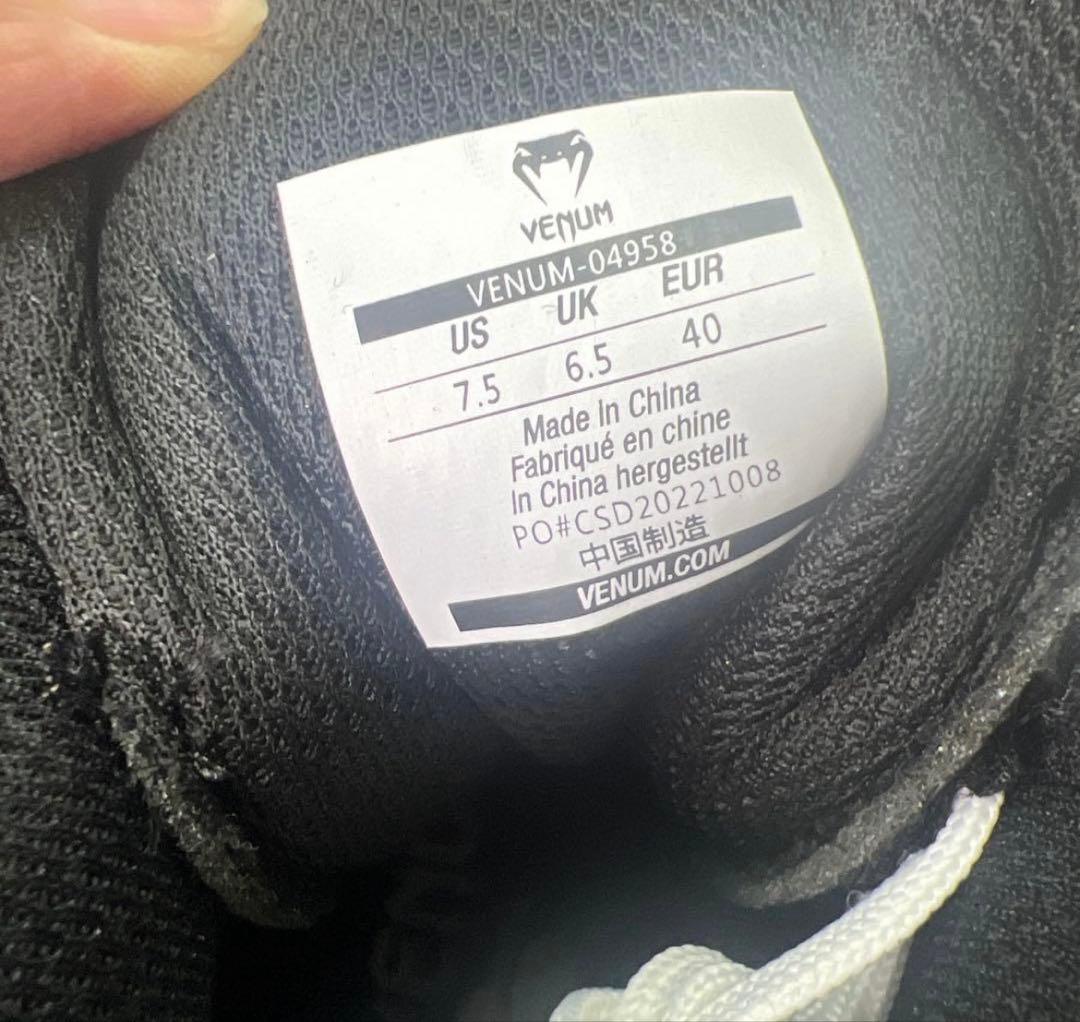 VENUM
VENUM-04958
US UK EUR
7.5 6.5 40
Made In China
Fabriqué en chine
In China hergestellt
PO#CSD20221008
中国制造
VENUM.COM